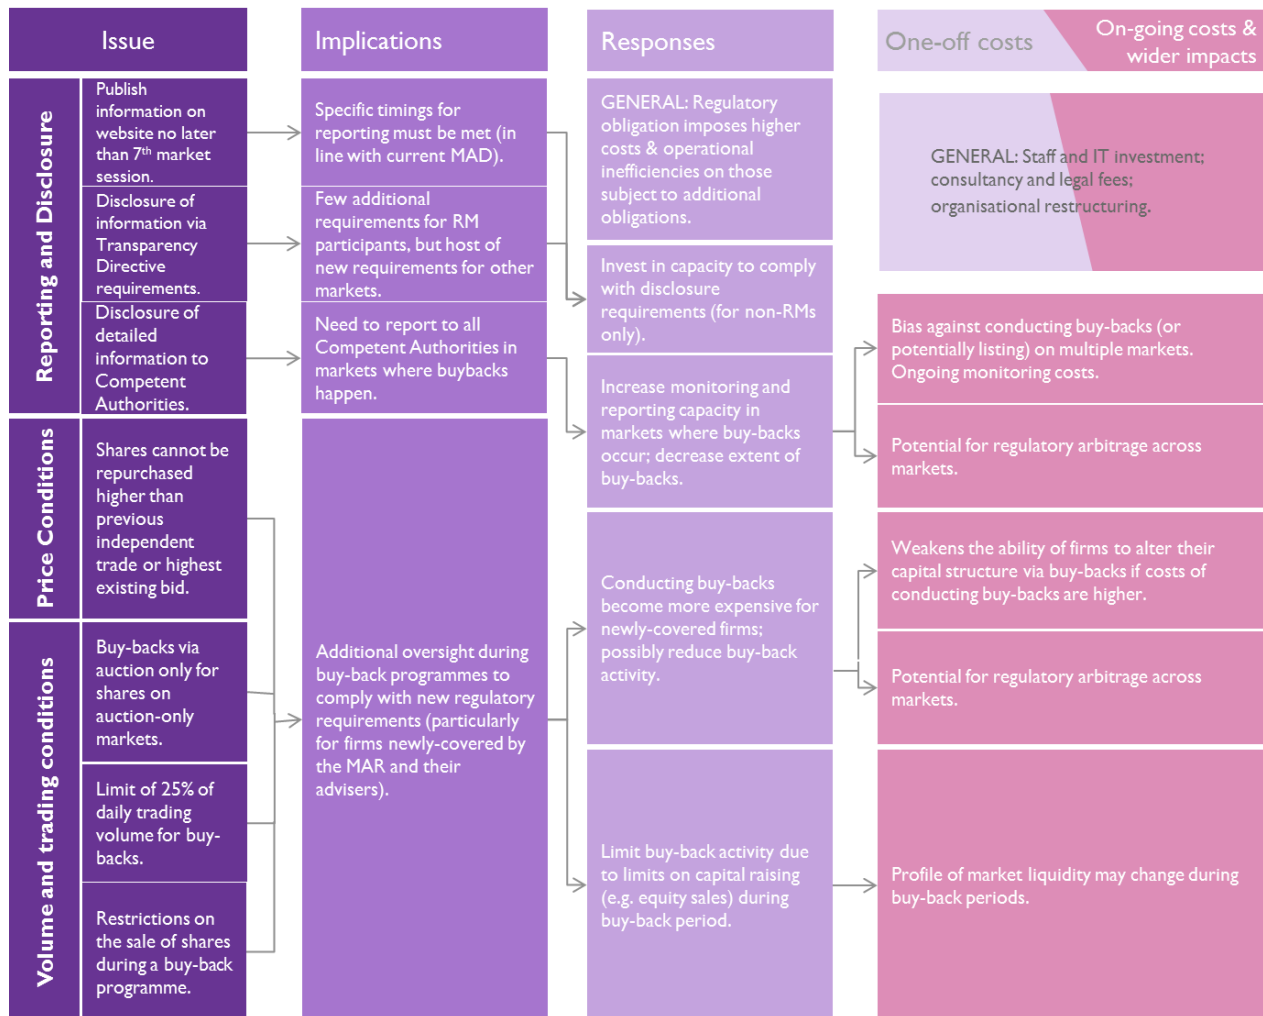 Issue
Implications
Responses
One-off costs
On-going costs &
wider impacts
Reporting and Disclosure
Publish
information on
website no later
than 7th market
session.
Specific timings for
reporting must be met (in
line with current MAD).
GENERAL: Regulatory
obligation imposes higher
costs & operational
inefficiencies on those
subject to additional
obligations.
GENERAL: Staff and IT investment;
consultancy and legal fees;
organisational restructuring.
Disclosure of
information via
Transparency
Directive
requirements.
Few additional
requirements for RM
participants, but host of
new requirements for other
markets.
Invest in capacity to comply
with disclosure
requirements (for non-RMs
only).
Disclosure of
detailed
information to
Competent
Authorities.
Need to report to all
Competent Authorities in
markets where buybacks
happen.
Increase monitoring and
reporting capacity in
markets where buy-backs
occur; decrease extent of
buy-backs.
Bias against conducting buy-backs (or
potentially listing) on multiple markets.
Ongoing monitoring costs.
Potential for regulatory arbitrage across
markets.
Price Conditions
Shares cannot be
repurchased
higher than
previous
independent
trade or highest
existing bid.
Volume and trading conditions
Buy-backs via
auction only for
shares on
auction-only
markets.
Limit of 25% of
daily trading
volume for buy-
backs.
Restrictions on
the sale of shares
during a buy-back
programme.
Additional oversight during
buy-back programmes to
comply with new regulatory
requirements (particularly
for firms newly-covered by
the MAR and their
advisers).
Conducting buy-backs
become more expensive for
newly-covered firms;
possibly reduce buy-back
activity.
Weakens the ability of firms to alter their
capital structure via buy-backs if costs of
conducting buy-backs are higher.
Potential for regulatory arbitrage across
markets.
Limit buy-back activity due
to limits on capital raising
(e.g. equity sales) during
buy-back period.
Profile of market liquidity may change during
buy-back periods.